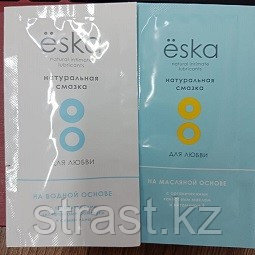 ëska
natural intimate
lubricants
натуральная
смазка
ДЛЯ ЛЮБВИ
НА ВОДНОЙ ОСНОВЕ
ëska
natural intimate
lubricants
натуральная
смазка
ДЛЯ ЛЮБВИ
НА МАСЛЯНОЙ ОСНОВЕ
с органическим
strast.kz